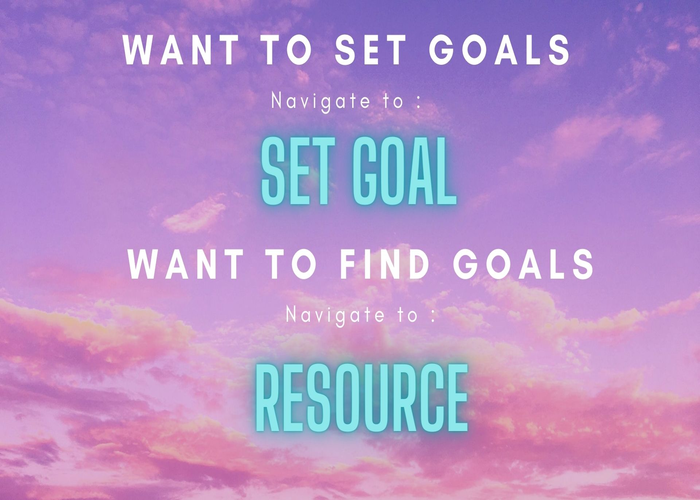 WANT TO SET GOALS
Navigate to :
SET GOAL
WANT TO FIND GOALS
Navigate to :
RESOURCE